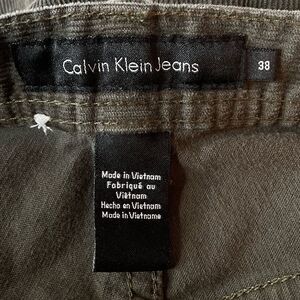 Calvin Klein Jeans
38
Made in Vietnam
Fabriqué au
Viêtnam
Hecho en Vietnam
Made in Vietname